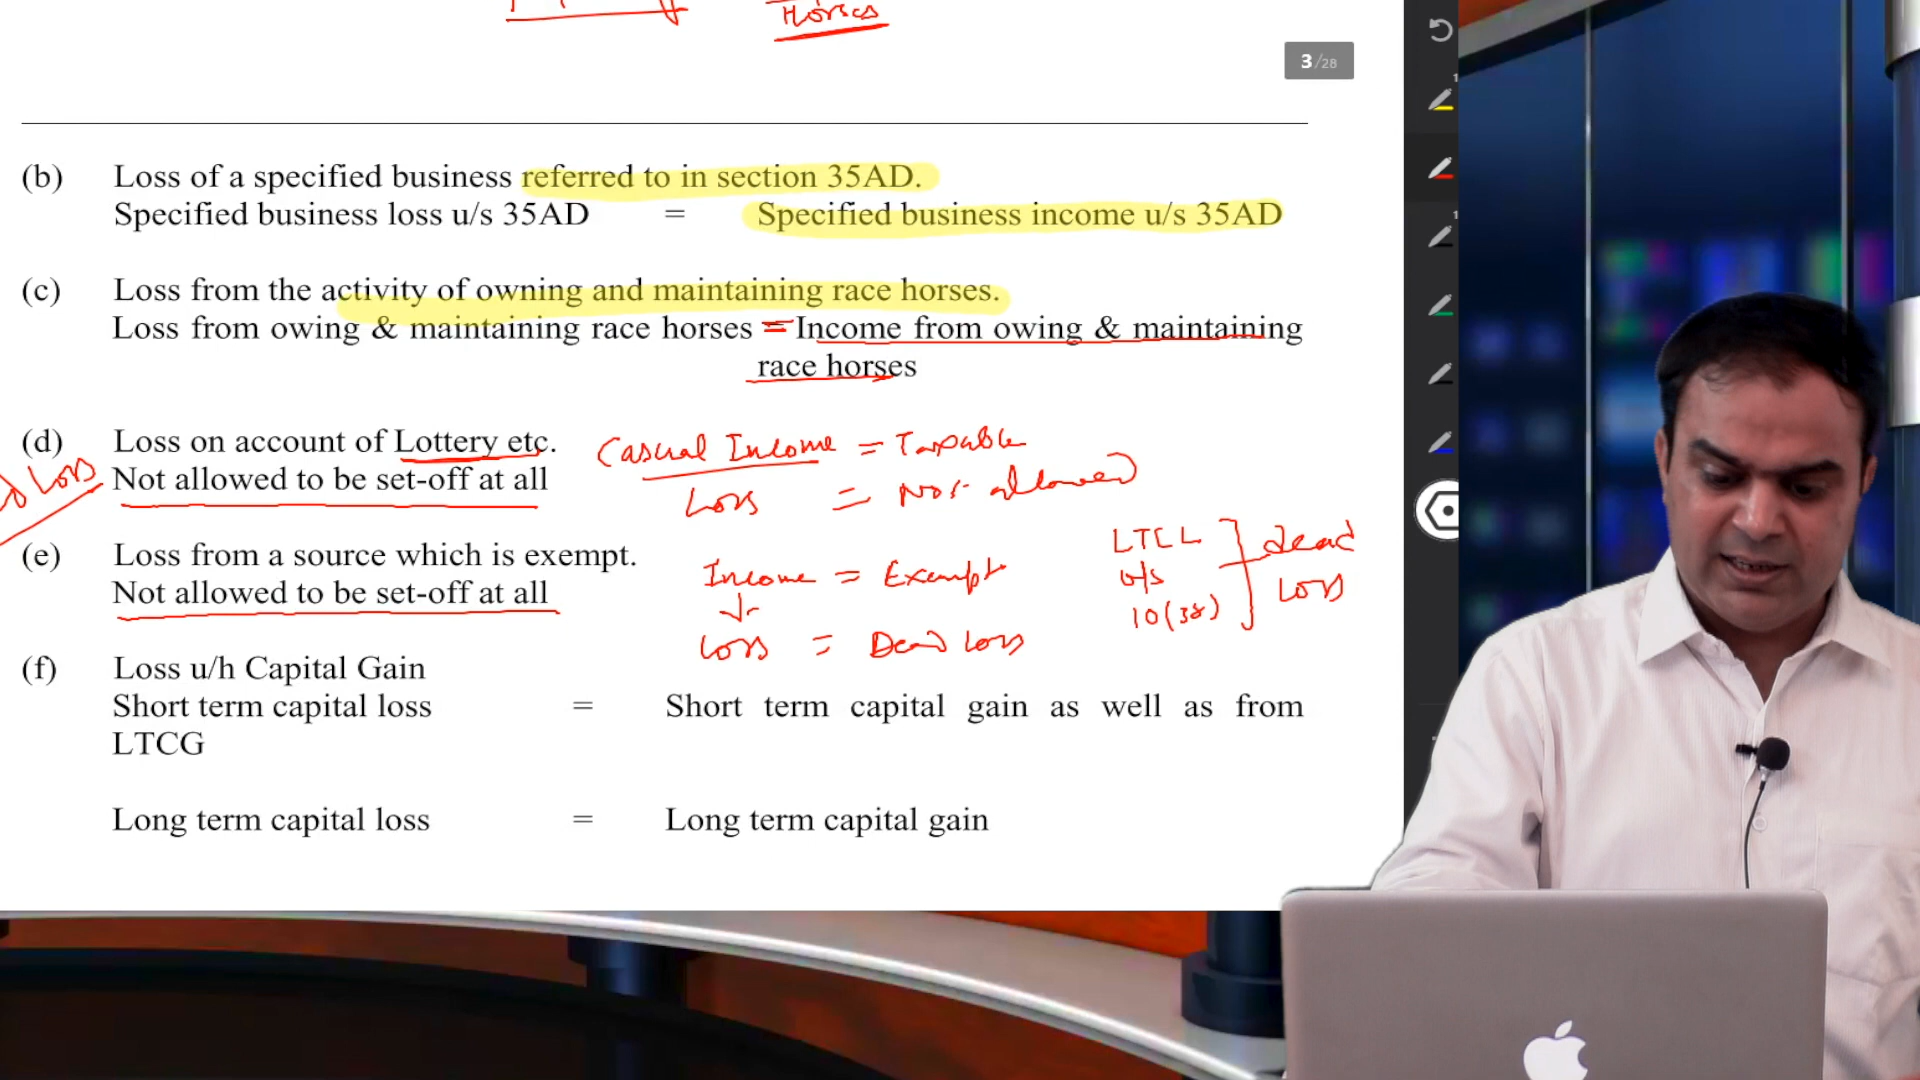 Horses
3/28
(b) Loss of a specified business referred to in section 35AD.
Specified business loss u/s 35AD = Specified business income u/s 35AD
(c) Loss from the activity of owning and maintaining race horses.
Loss from owing & maintaining race horses = Income from owing & maintaining
race horses
(d) Loss on account of Lottery etc. Casual Income = Taxable
Loss
Not allowed to be set-off at all
Loss = Not allowed
(e) Loss from a source which is exempt.
Income = Exempt
LTCL
u/s
10(38)
Dead
Loss
Not allowed to be set-off at all
Loss = Dead Loss
(f) Loss u/h Capital Gain
Short term capital loss = Short term capital gain as well as from
LTCG
Long term capital loss = Long term capital gain